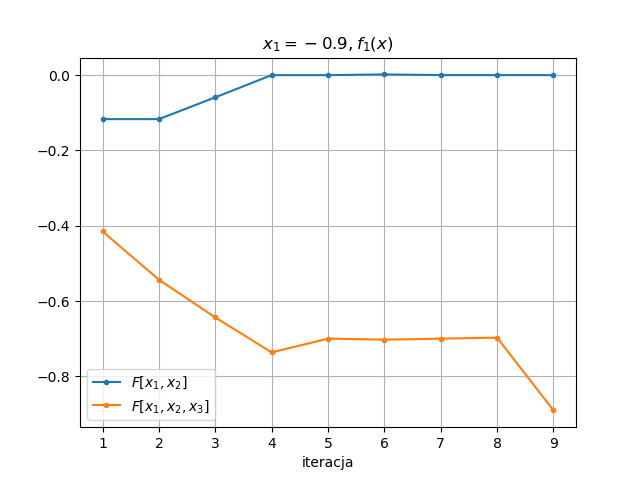 x₁ = −0.9, f₁(x)
0.0
−0.2
−0.4
−0.6
−0.8
F[x₁, x₂]
F[x₁, x₂, x₃]
1 2 3 4 5 6 7 8 9
iteracja